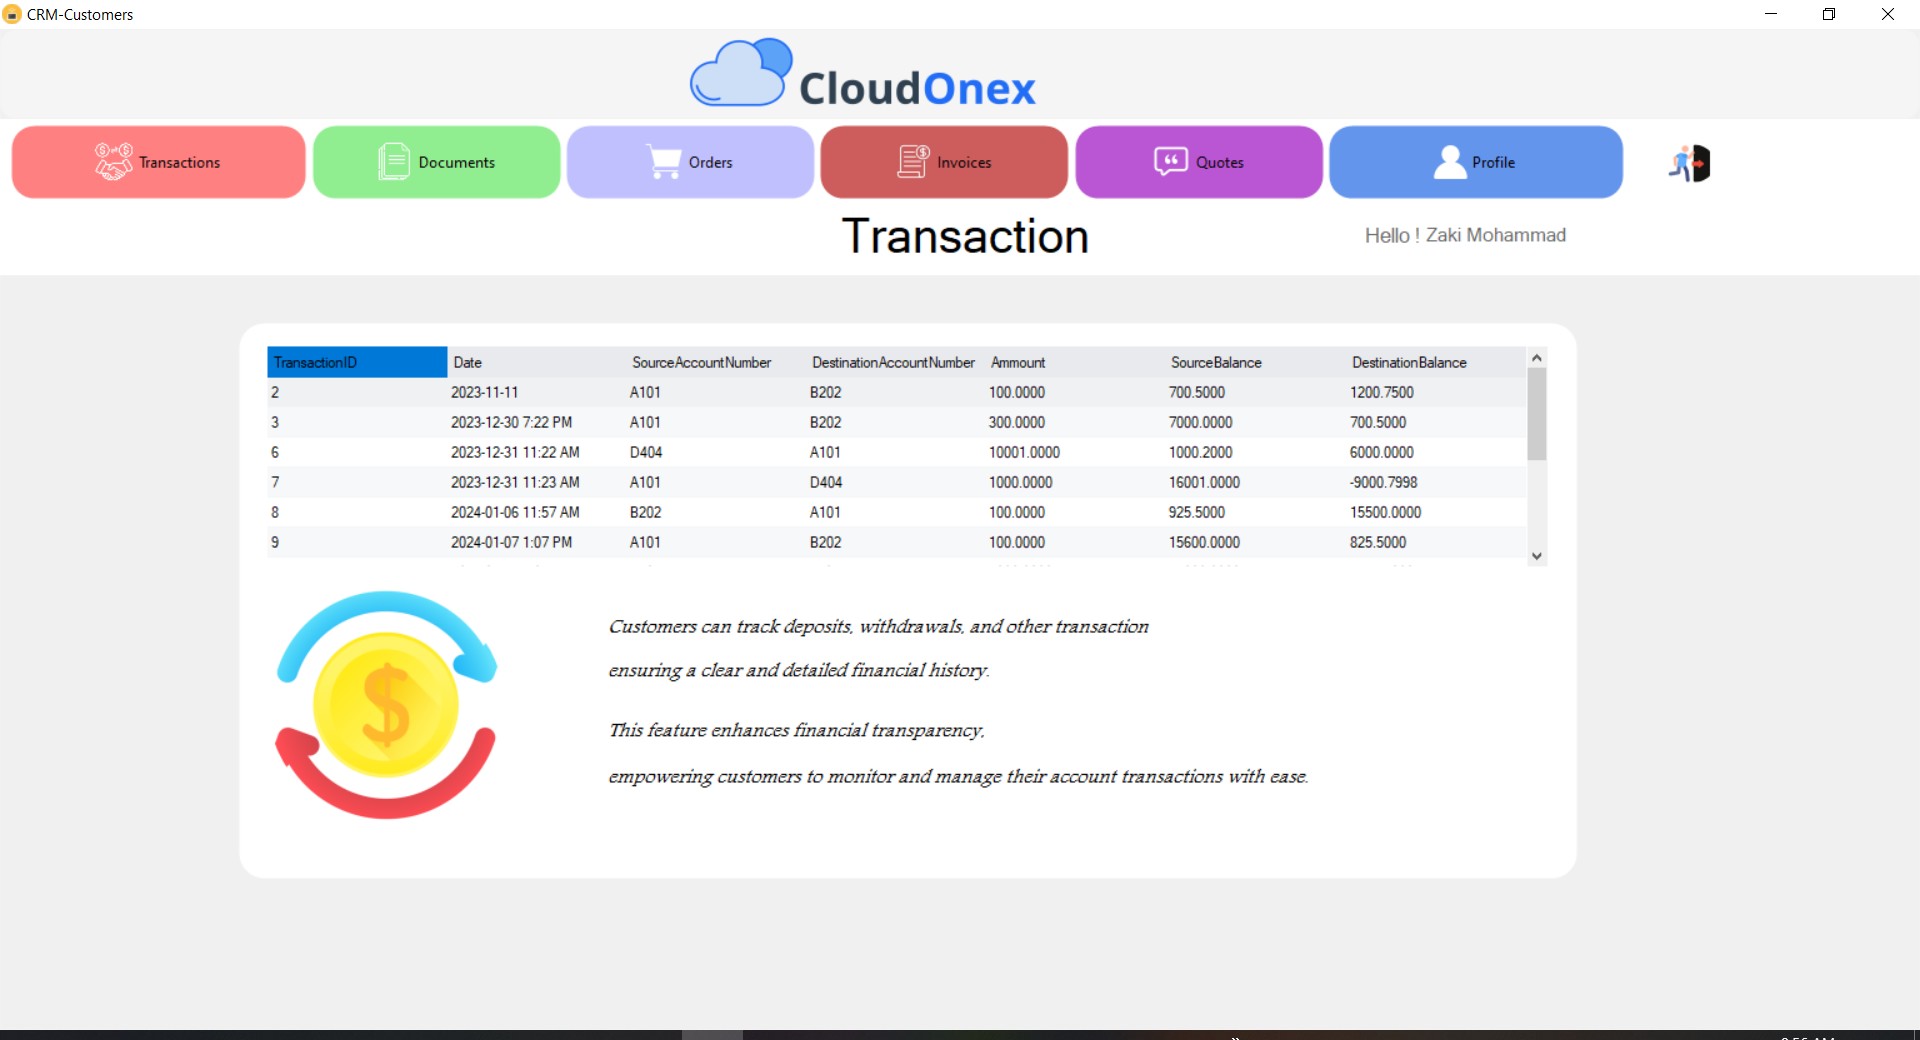 CRM-Customers
CloudOnex
Transactions Documents Orders Invoices Quotes Profile
Transaction
Hello ! Zaki Mohammad
TransactionID Date SourceAccountNumber DestinationAccountNumber Ammount SourceBalance DestinationBalance
2 2023-11-11 A101 B202 100.0000 700.5000 1200.7500
3 2023-12-30 7:22 PM A101 B202 300.0000 7000.0000 700.5000
6 2023-12-31 11:22 AM D404 A101 10001.0000 1000.2000 6000.0000
7 2023-12-31 11:23 AM A101 D404 1000.0000 16001.0000 -9000.7998
8 2024-01-06 11:57 AM B202 A101 100.0000 925.5000 15500.0000
9 2024-01-07 1:07 PM A101 B202 100.0000 15600.0000 825.5000
$
Customers can track deposits, withdrawals, and other transaction
ensuring a clear and detailed financial history.
This feature enhances financial transparency,
empowering customers to monitor and manage their account transactions with ease.